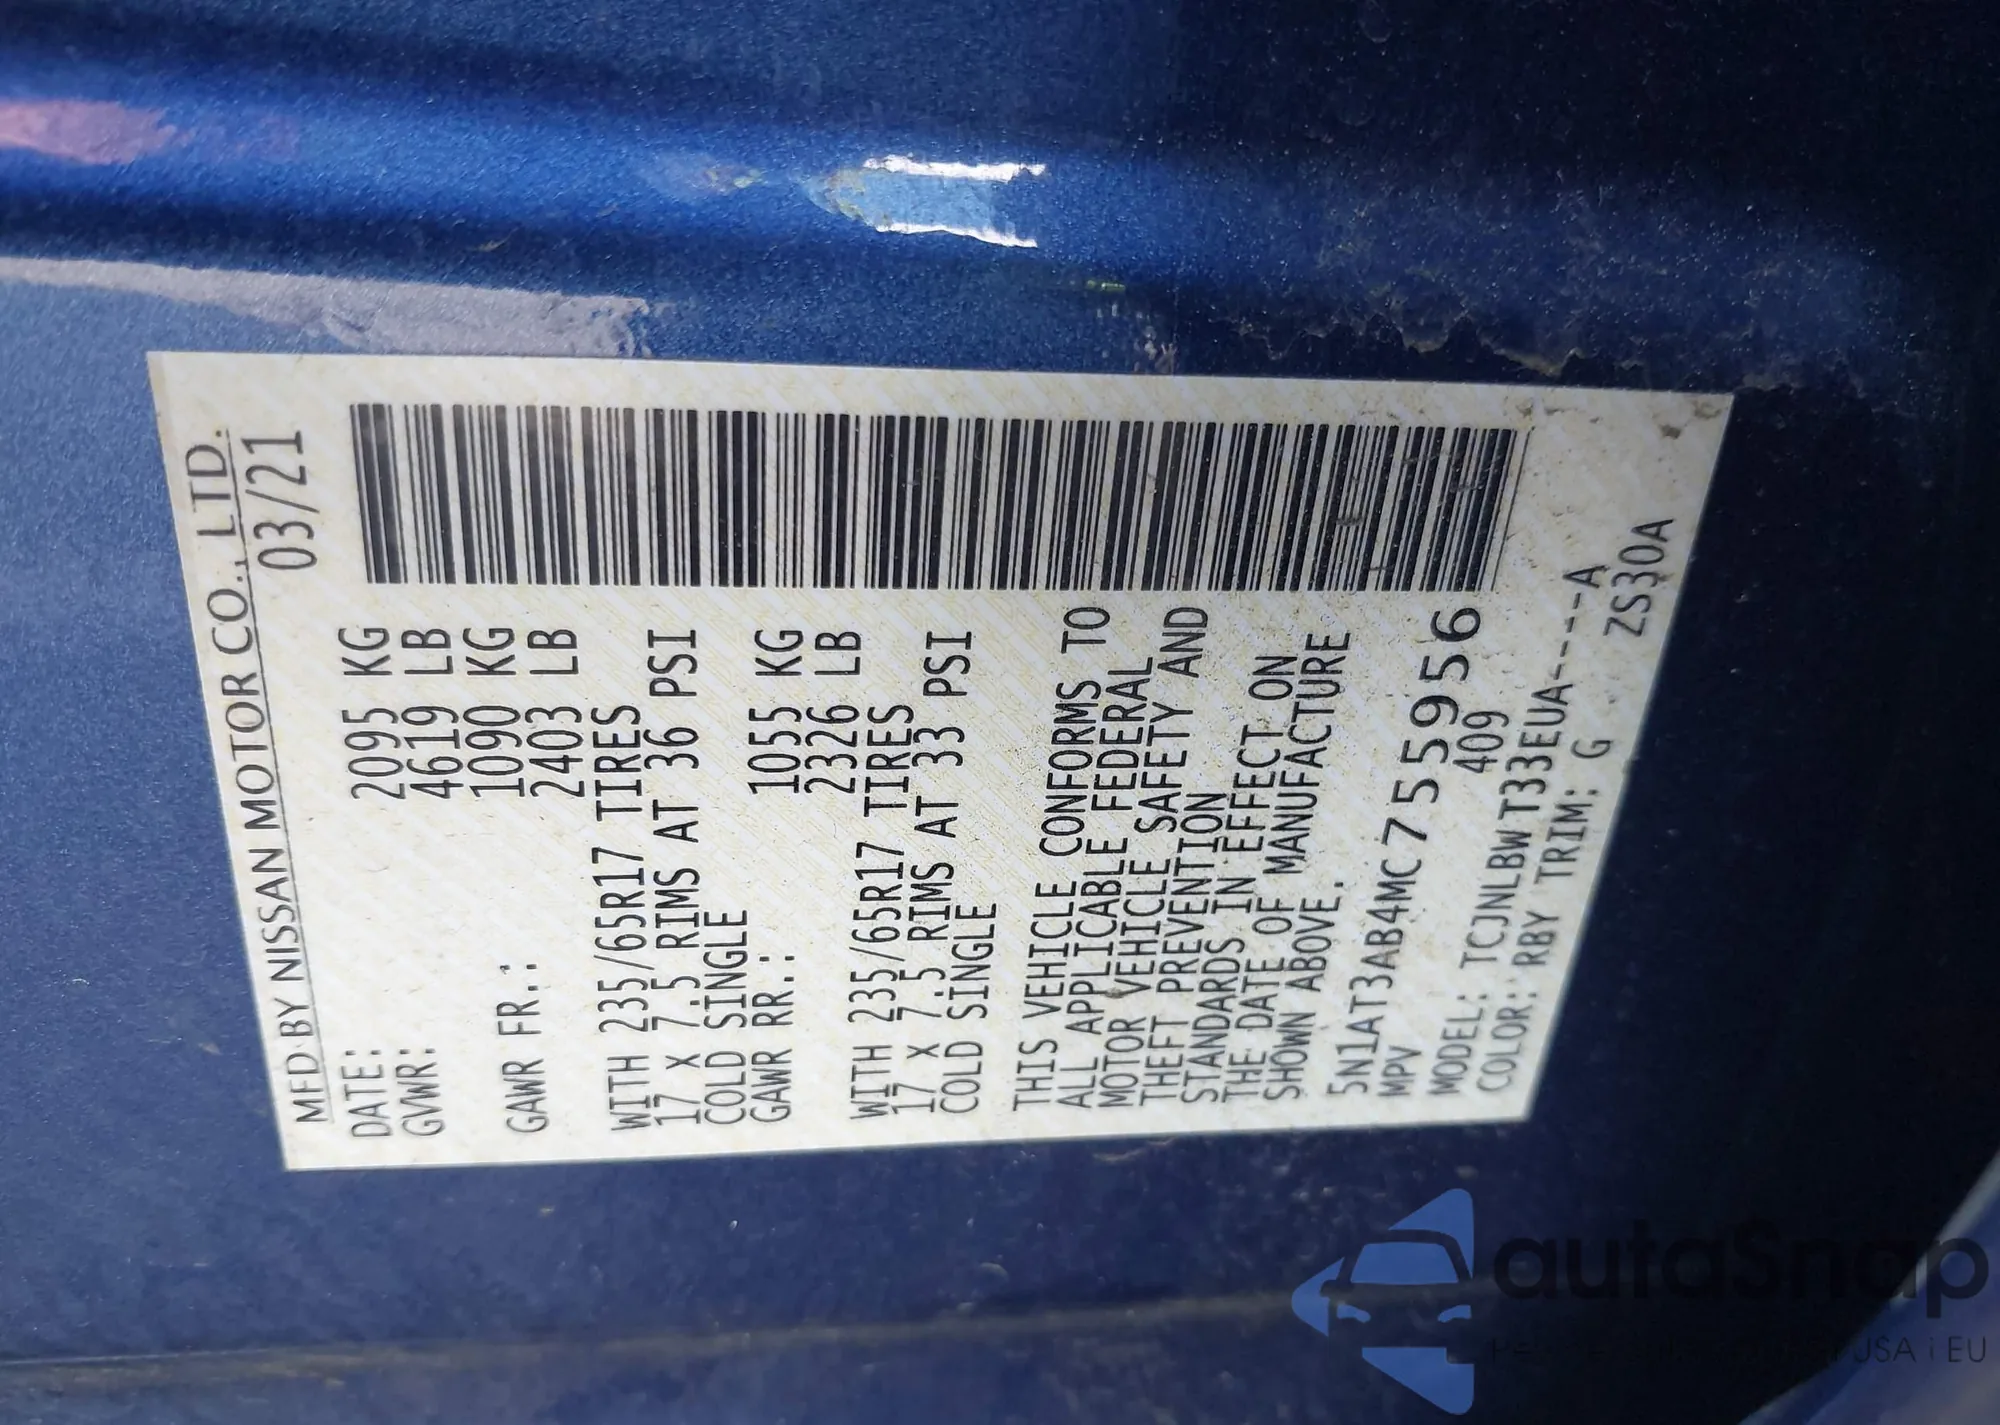 MFD BY NISSAN MOTOR CO., LTD.
DATE: 03/21
GVWR: 2095 KG
4619 LB
GAWR FR.: 1090 KG
2403 LB
WITH 235/65R17 TIRES
17 X 7.5 RIMS AT 36 PSI
COLD SINGLE
GAWR RR.: 1055 KG
2326 LB
WITH 235/65R17 TIRES
17 X 7.5 RIMS AT 33 PSI
COLD SINGLE
THIS VEHICLE CONFORMS TO
ALL APPLICABLE FEDERAL
MOTOR VEHICLE SAFETY AND
THEFT PREVENTION
STANDARDS IN EFFECT ON
THE DATE OF MANUFACTURE
SHOWN ABOVE.
5N1AT3AB4MC755956
MPV 409
MODEL: TCJNLBWT33EUA-----A
COLOR: RBY TRIM: G ZS30A
autaSnap
USA i EU